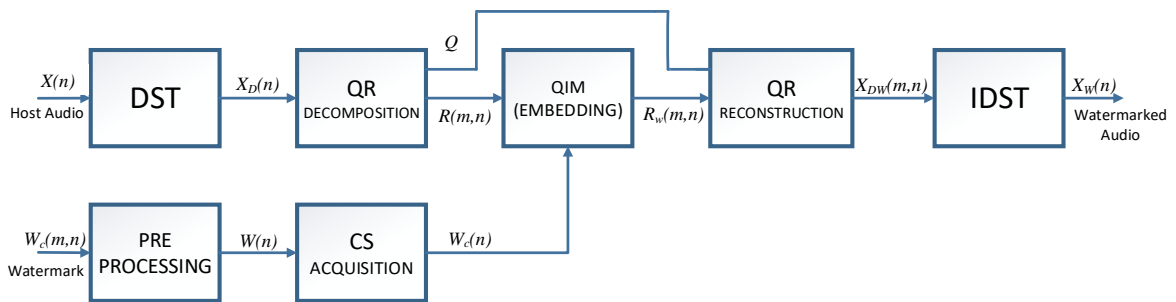 X(n)
Host Audio
DST
X_D(n)
QR
DECOMPOSITION
Q
R(m,n)
QIM
(EMBEDDING)
R_w(m,n)
QR
RECONSTRUCTION
X_DW(m,n)
IDST
X_W(n)
Watermarked
Audio
W_c(m,n)
Watermark
PRE
PROCESSING
W(n)
CS
ACQUISITION
W_c(n)